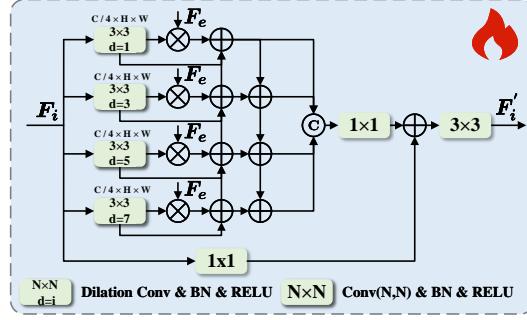 C / 4 × H × W
3×3
d=1
F_e
C / 4 × H × W
3×3
d=3
F_e
F_i
C
1×1
3×3
F_i'
C / 4 × H × W
3×3
d=5
F_e
C / 4 × H × W
3×3
d=7
F_e
1x1
N×N
d=i
Dilation Conv & BN & RELU
N×N
Conv(N,N) & BN & RELU